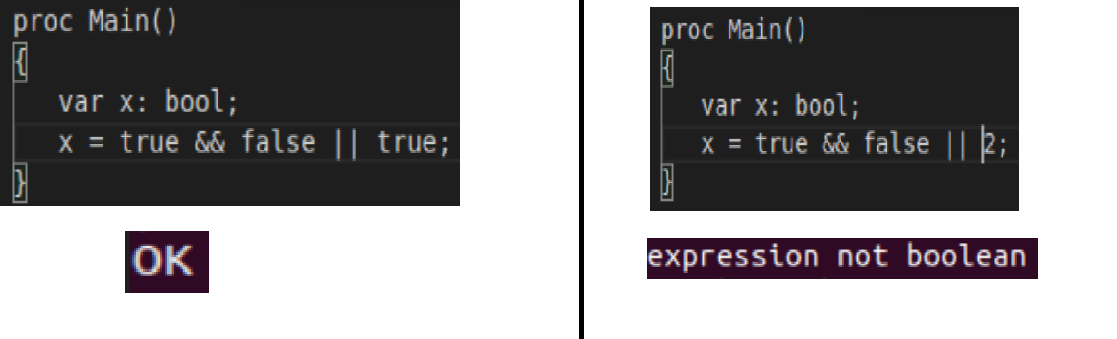 proc Main()
{
var x: bool;
x = true && false || true;
}
OK
proc Main()
{
var x: bool;
x = true && false || 2;
}
expression not boolean